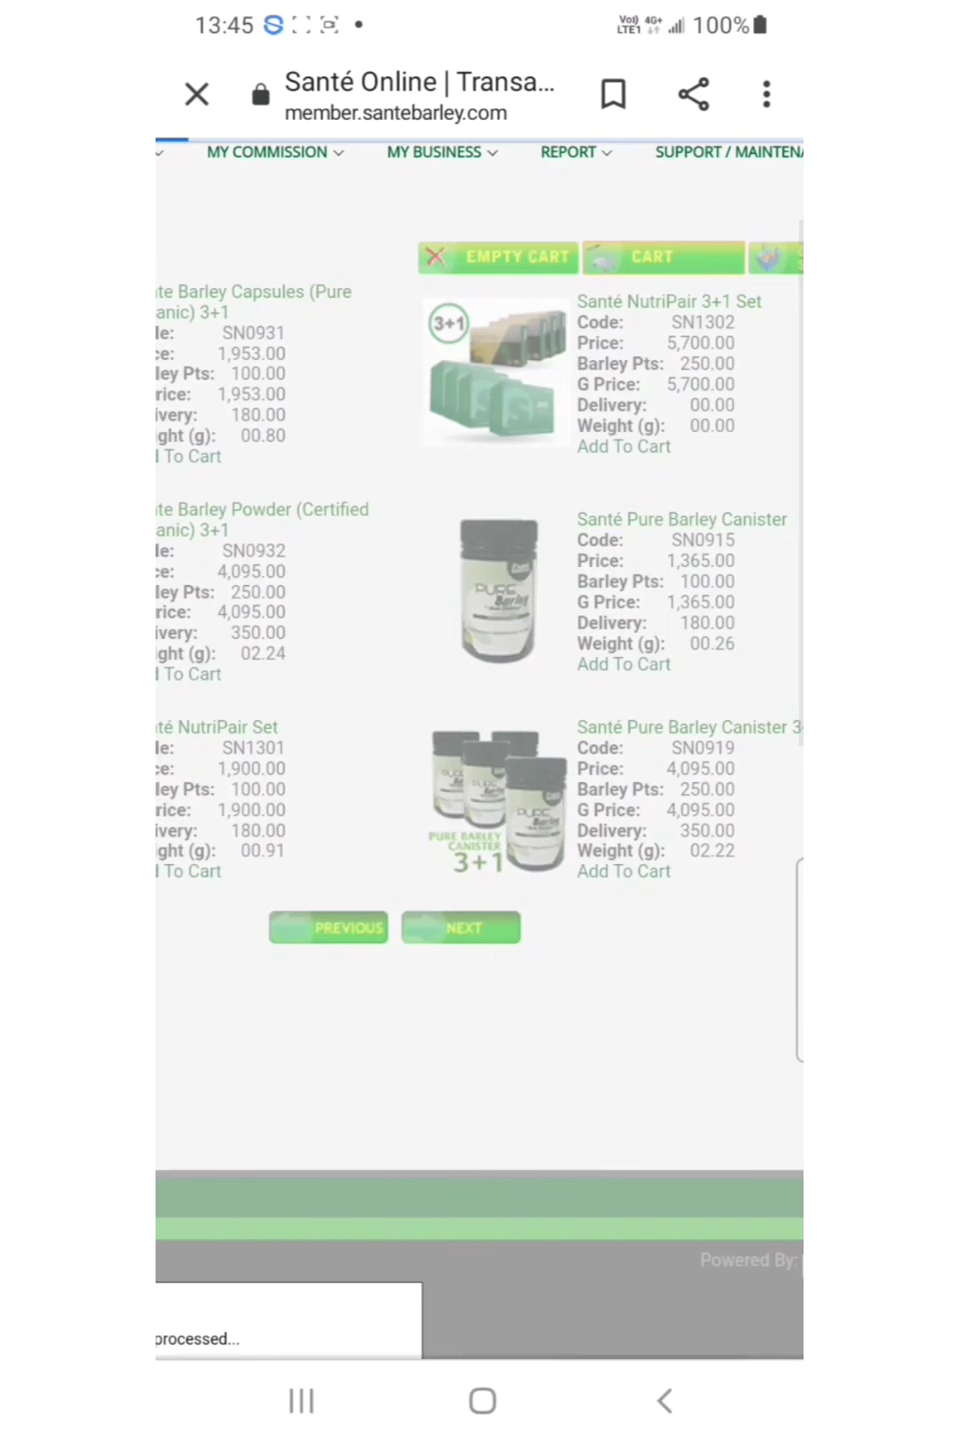 13:45
Vo)) 4G+ LTE1 100%
Santé Online | Transa...
member.santebarley.com
MY COMMISSION MY BUSINESS REPORT SUPPORT / MAINTENA
EMPTY CART CART
te Barley Capsules (Pure
anic) 3+1
le: SN0931
ce: 1,953.00
ley Pts: 100.00
rice: 1,953.00
ivery: 180.00
ght (g): 00.80
l To Cart
3+1
Santé NutriPair 3+1 Set
Code: SN1302
Price: 5,700.00
Barley Pts: 250.00
G Price: 5,700.00
Delivery: 00.00
Weight (g): 00.00
Add To Cart
te Barley Powder (Certified
anic) 3+1
le: SN0932
ce: 4,095.00
ley Pts: 250.00
rice: 4,095.00
ivery: 350.00
ght (g): 02.24
l To Cart
PURE
Barley
Santé Pure Barley Canister
Code: SN0915
Price: 1,365.00
Barley Pts: 100.00
G Price: 1,365.00
Delivery: 180.00
Weight (g): 00.26
Add To Cart
té NutriPair Set
le: SN1301
ce: 1,900.00
ley Pts: 100.00
rice: 1,900.00
ivery: 180.00
ght (g): 00.91
l To Cart
PURE
Barley
PURE BARLEY
CANISTER
3+1
Santé Pure Barley Canister 3
Code: SN0919
Price: 4,095.00
Barley Pts: 250.00
G Price: 4,095.00
Delivery: 350.00
Weight (g): 02.22
Add To Cart
PREVIOUS NEXT
Powered By:
processed...